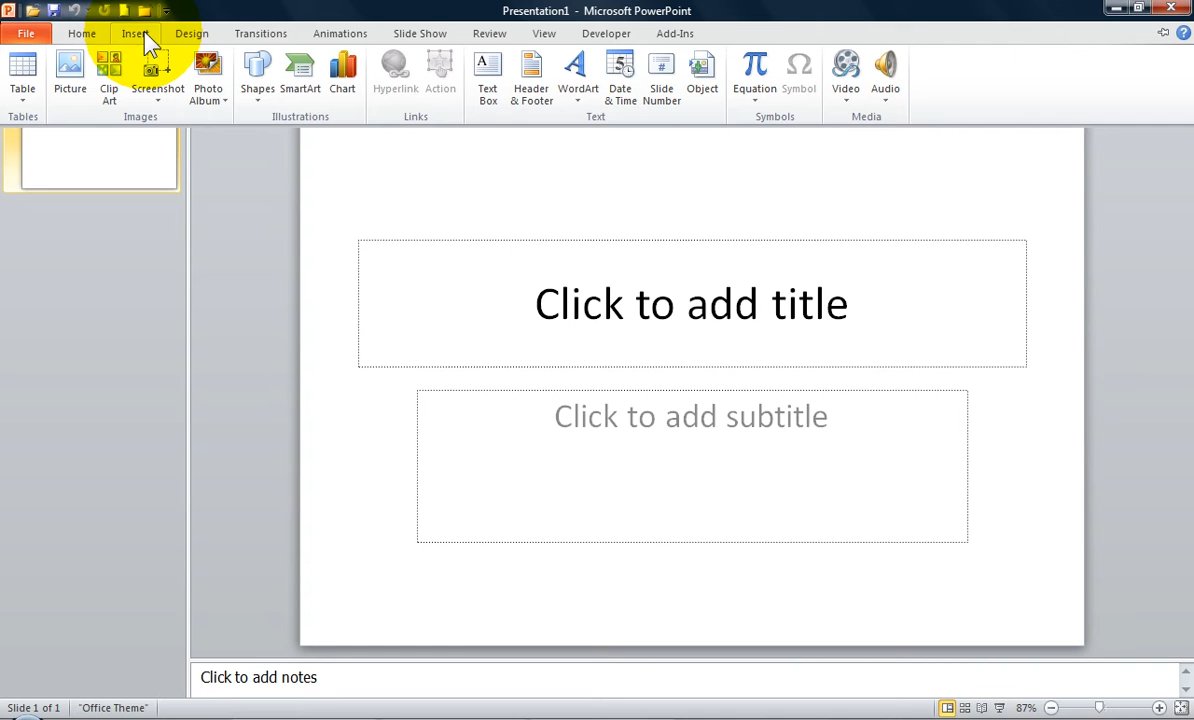 Presentation1 - Microsoft PowerPoint
File Home Insert Design Transitions Animations Slide Show Review View Developer Add-Ins
Table Picture Clip Art Screenshot Photo Album Shapes SmartArt Chart Hyperlink Action Text Box Header & Footer WordArt Date & Time Slide Number Object Equation Symbol Video Audio
Tables Images Illustrations Links Text Symbols Media
Click to add title
Click to add subtitle
Click to add notes
Slide 1 of 1 "Office Theme" 87%